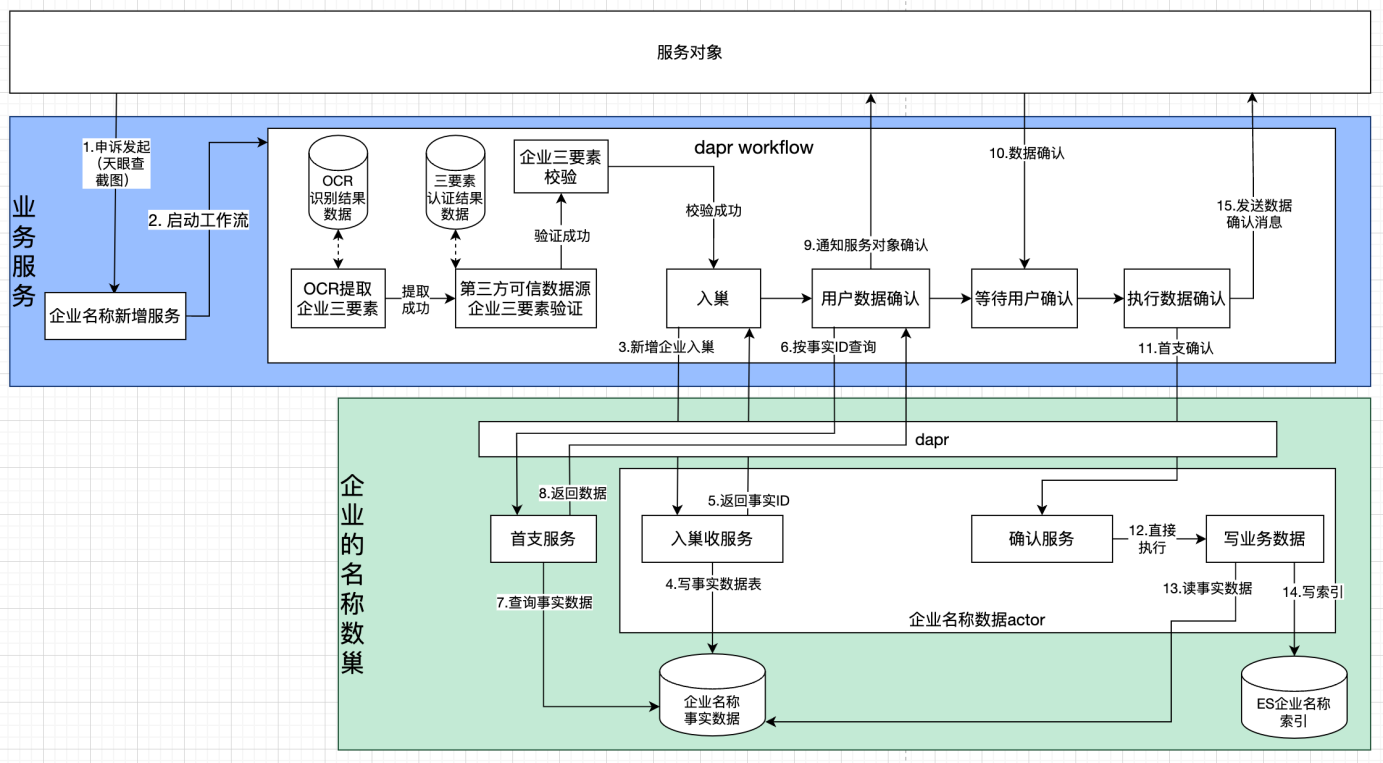 服务对象
1.申诉发起
（天眼查
截图）
业
务
服
务
2. 启动工作流
企业名称新增服务
dapr workflow
OCR
识别结果
数据
三要素
认证结果
数据
企业三要素
校验
校验成功
验证成功
OCR提取
企业三要素
提取
成功
第三方可信数据源
企业三要素验证
入巢
9.通知服务对象确认
用户数据确认
10.数据确认
等待用户确认
15.发送数据
确认消息
执行数据确认
3.新增企业入巢
6.按事实ID查询
11.首支确认
企
业
的
名
称
数
巢
dapr
8.返回数据
5.返回事实ID
首支服务
入巢收服务
确认服务
12.直接
执行
写业务数据
7.查询事实数据
4.写事实数据表
13.读事实数据
14.写索引
企业名称数据actor
企业名称
事实数据
ES企业名称
索引